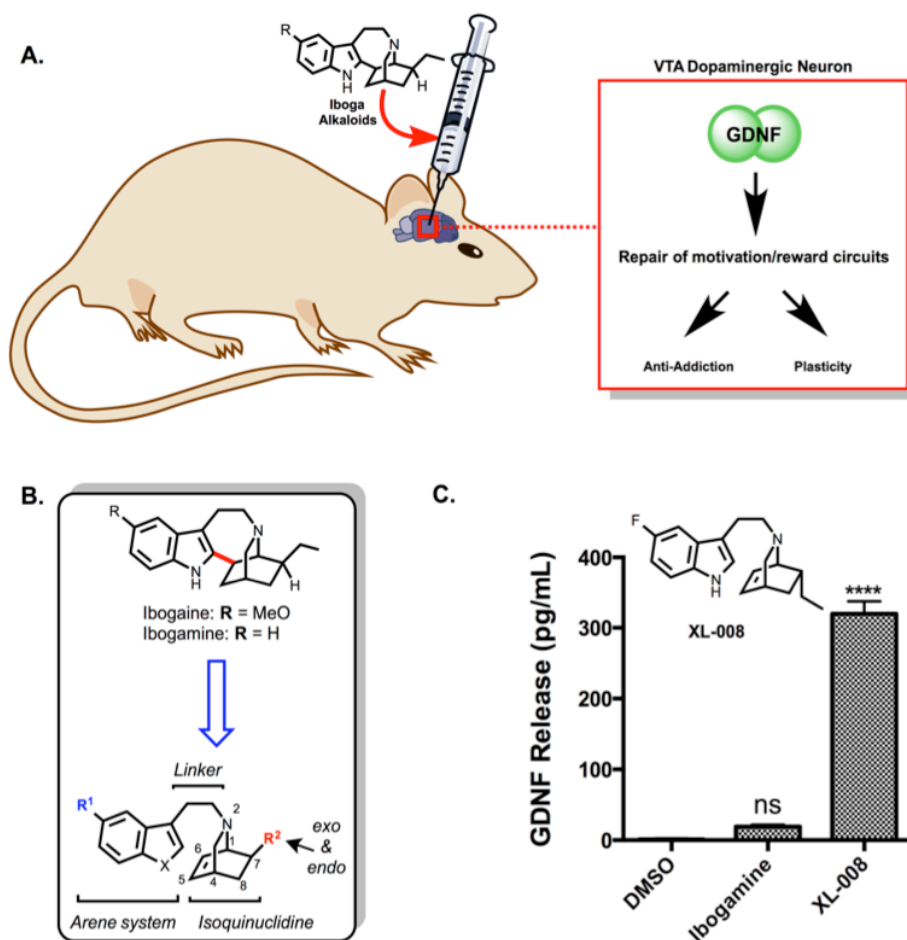 A.
R
N
N
H
H
Iboga
Alkaloids
VTA Dopaminergic Neuron
GDNF
Repair of motivation/reward circuits
Anti-Addiction
Plasticity
B.
R
N
N
H
H
Ibogaine: R = MeO
Ibogamine: R = H
Linker
R¹
2
N
1
R²
exo
&
endo
6
7
X
5
4
8
Arene system
Isoquinuclidine
C.
F
N
N
H
XL-008
GDNF Release (pg/mL)
400
300
200
100
0
ns
****
DMSO
Ibogamine
XL-008